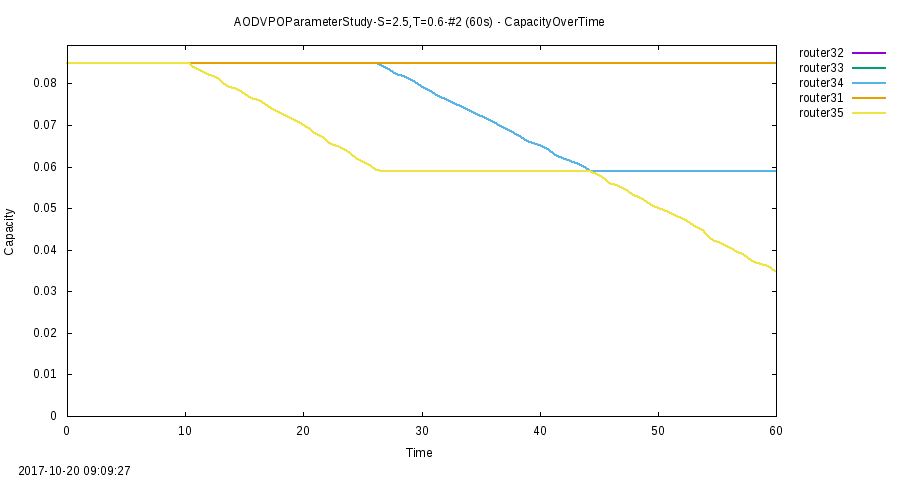 AODVPOParameterStudy-S=2.5,T=0.6-#2 (60s) - CapacityOverTime
router32
router33
router34
router31
router35
0.08
0.07
0.06
0.05
0.04
0.03
0.02
0.01
0
Capacity
0 10 20 30 40 50 60
Time
2017-10-20 09:09:27